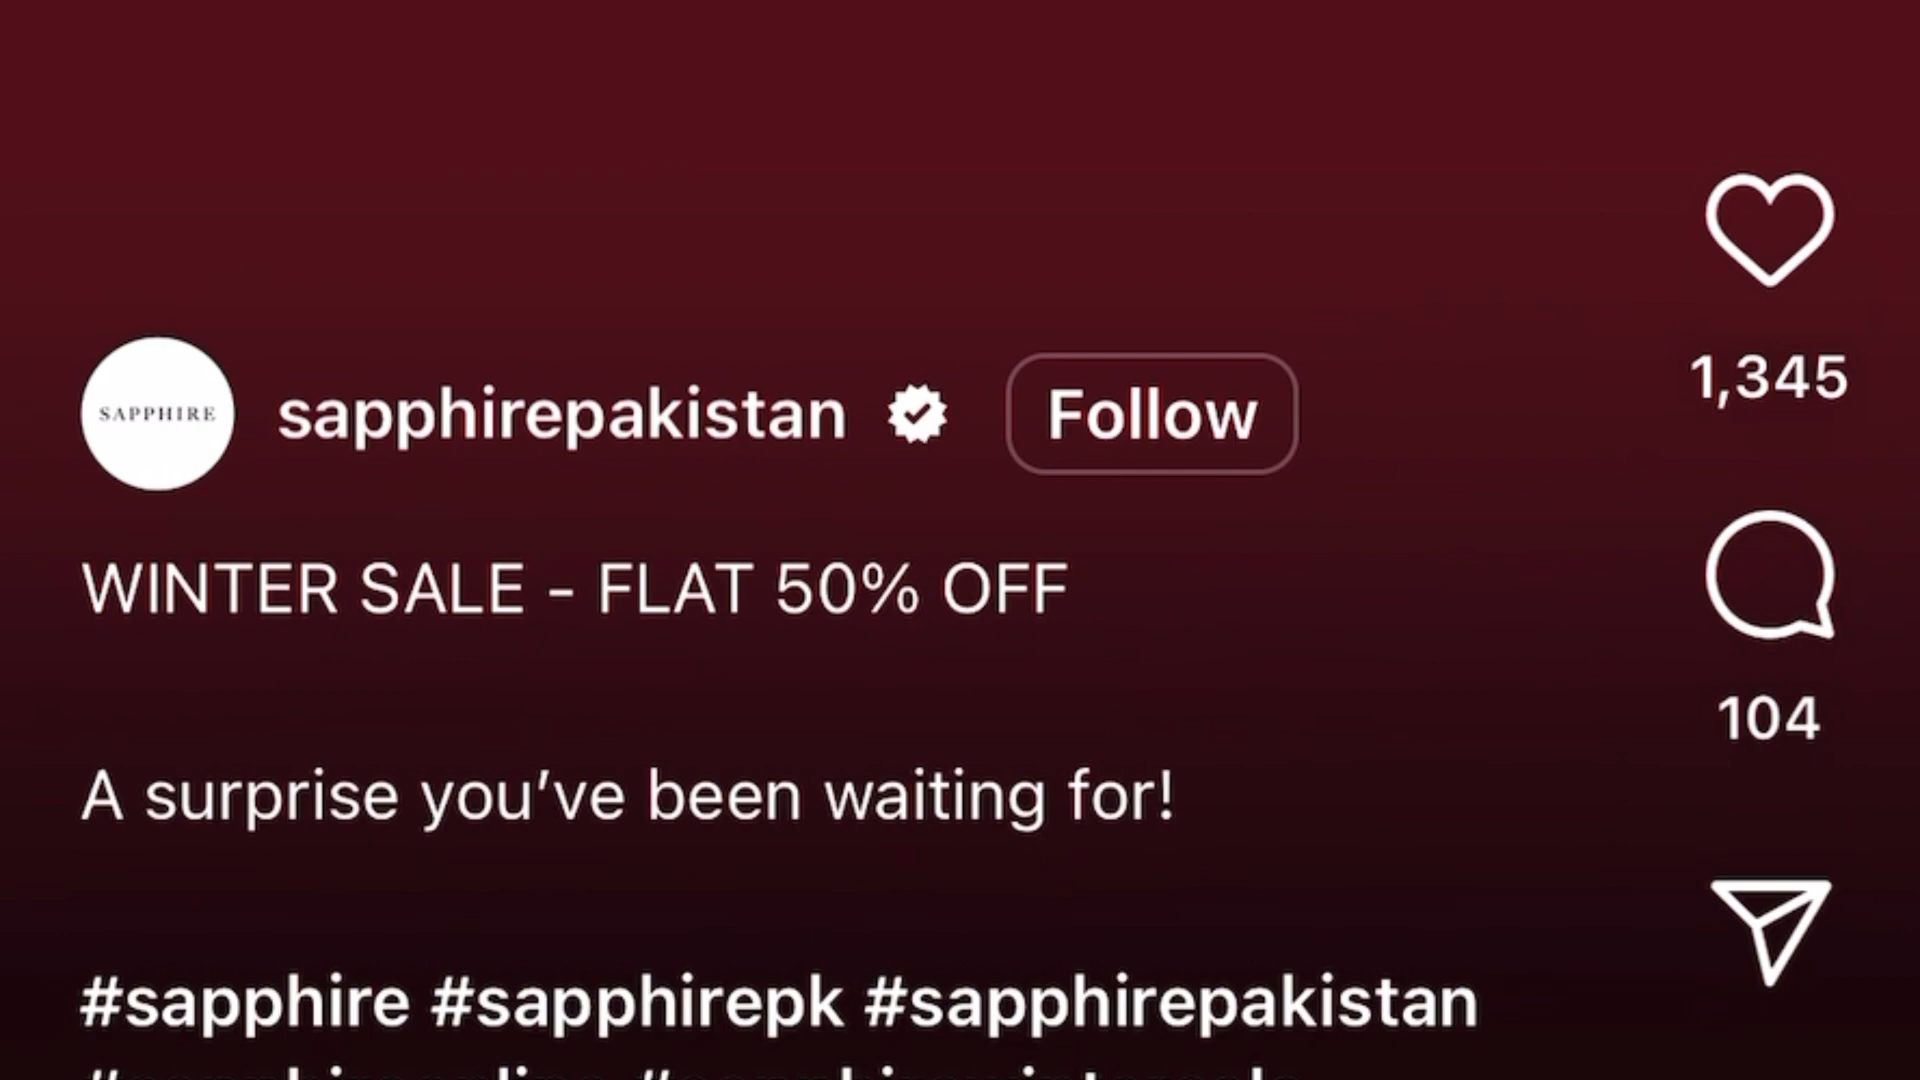 1,345
SAPPHIRE
sapphirepakistan Follow
WINTER SALE - FLAT 50% OFF
104
A surprise you’ve been waiting for!
#sapphire #sapphirepk #sapphirepakistan